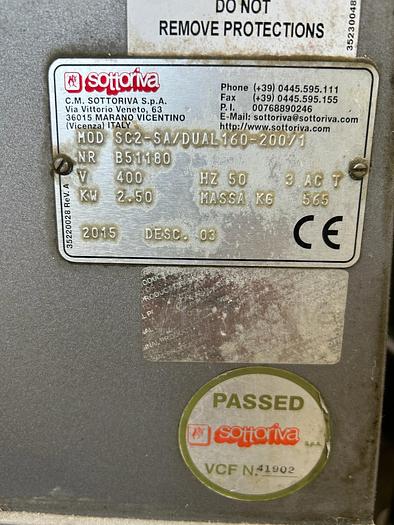 DO NOT
REMOVE PROTECTIONS
35230048
sottoriva
C.M. SOTTORIVA S.p.A.
Via Vittorio Veneto, 63
36015 MARANO VICENTINO
(Vicenza) ITALY
Phone (+39) 0445.595.111
Fax (+39) 0445.595.155
P. I. 00768890246
E-Mail: sottoriva@sottoriva.com
http://www.sottoriva.com
MOD SC2-SA/DUAL160-200/1
NR B51180
V 400 HZ 50 3 AC T
KW 2.50 MASSA KG 565
2015 DESC. 03
CE
35220028 REV. A
PASSED
sottoriva s.p.a.
VCF N. 41902